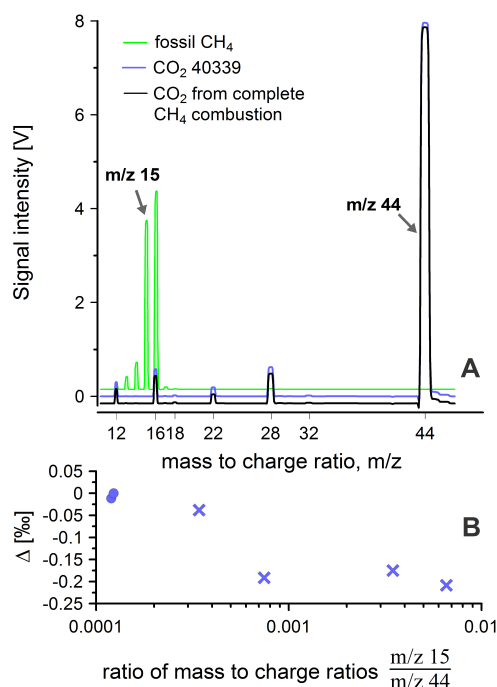 8
6
4
2
0
Signal intensity [V]
fossil CH₄
CO₂ 40339
CO₂ from complete
CH₄ combustion
m/z 15
m/z 44
A
12 16 18 22 28 32 44
mass to charge ratio, m/z
0.05
0
-0.05
-0.1
-0.15
-0.2
-0.25
Δ [‰]
B
0.0001 0.001 0.01
ratio of mass to charge ratios m/z 15
m/z 44